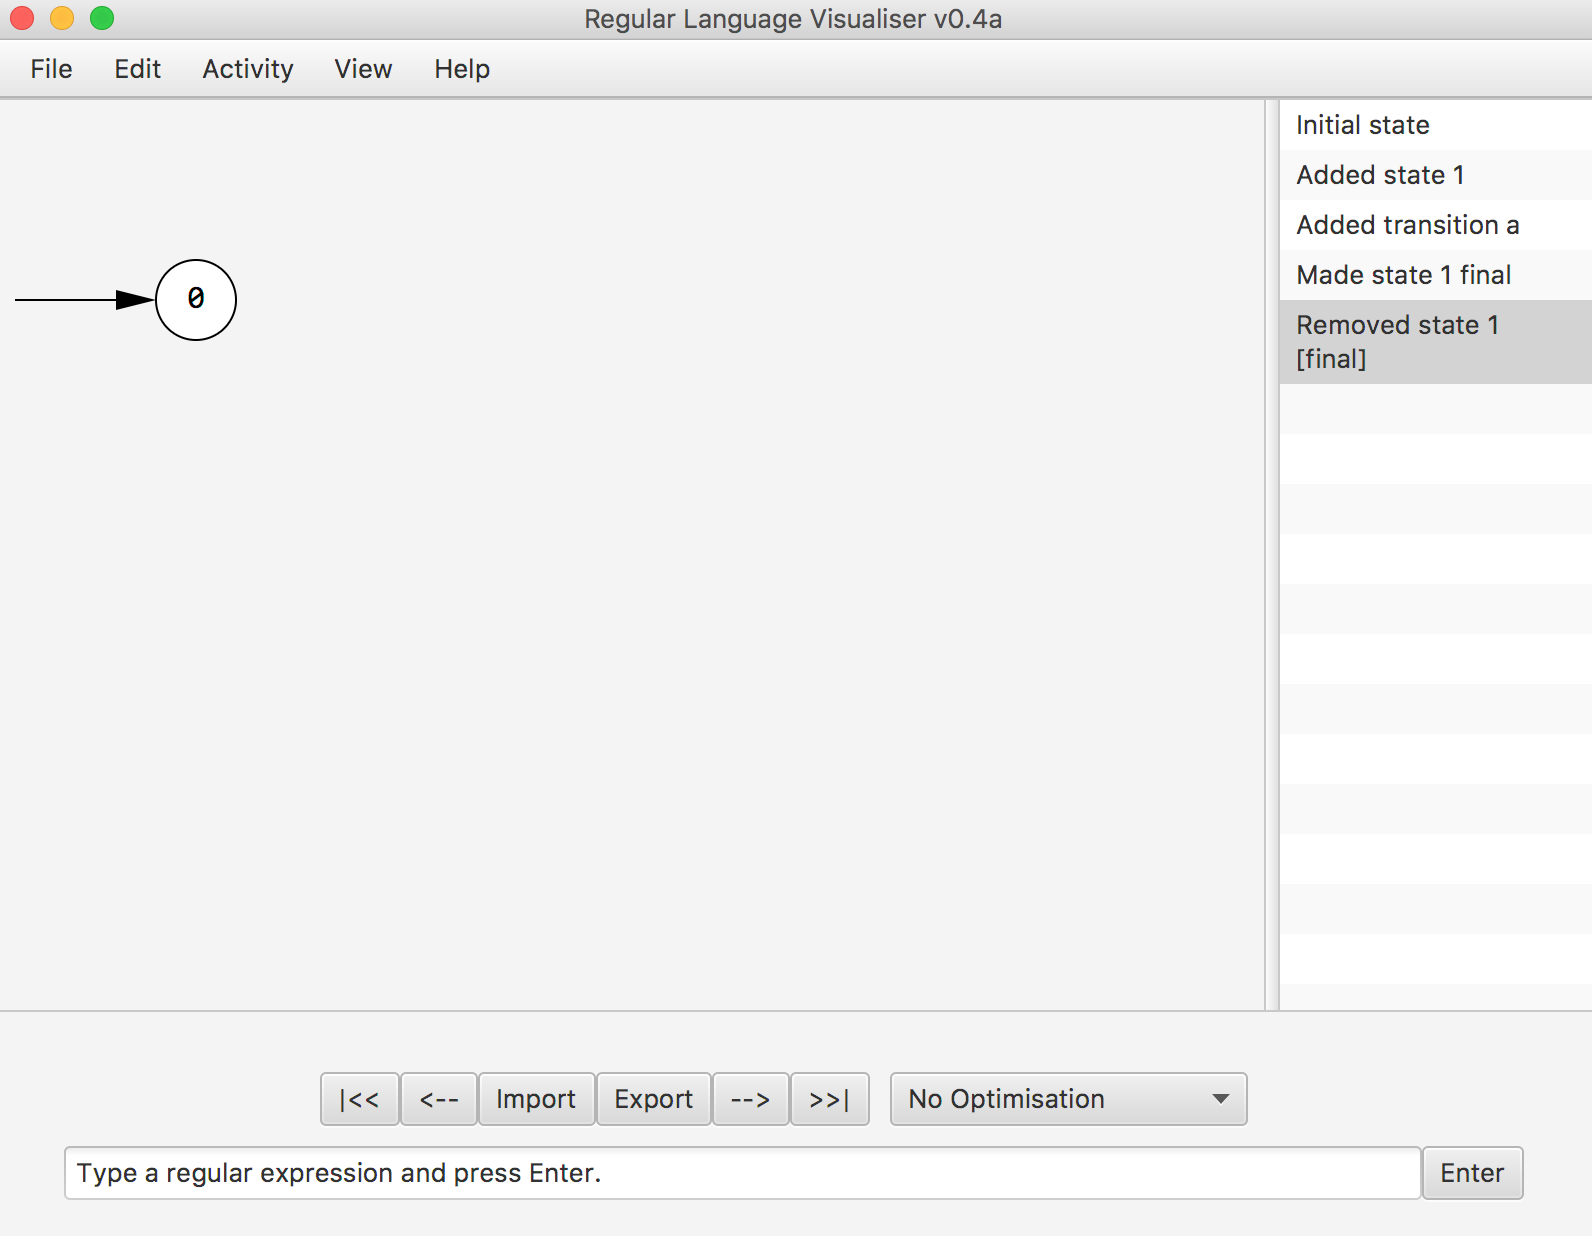 Regular Language Visualiser v0.4a
File Edit Activity View Help
0
Initial state
Added state 1
Added transition a
Made state 1 final
Removed state 1
[final]
|<< <-- Import Export --> >>| No Optimisation
Type a regular expression and press Enter. Enter